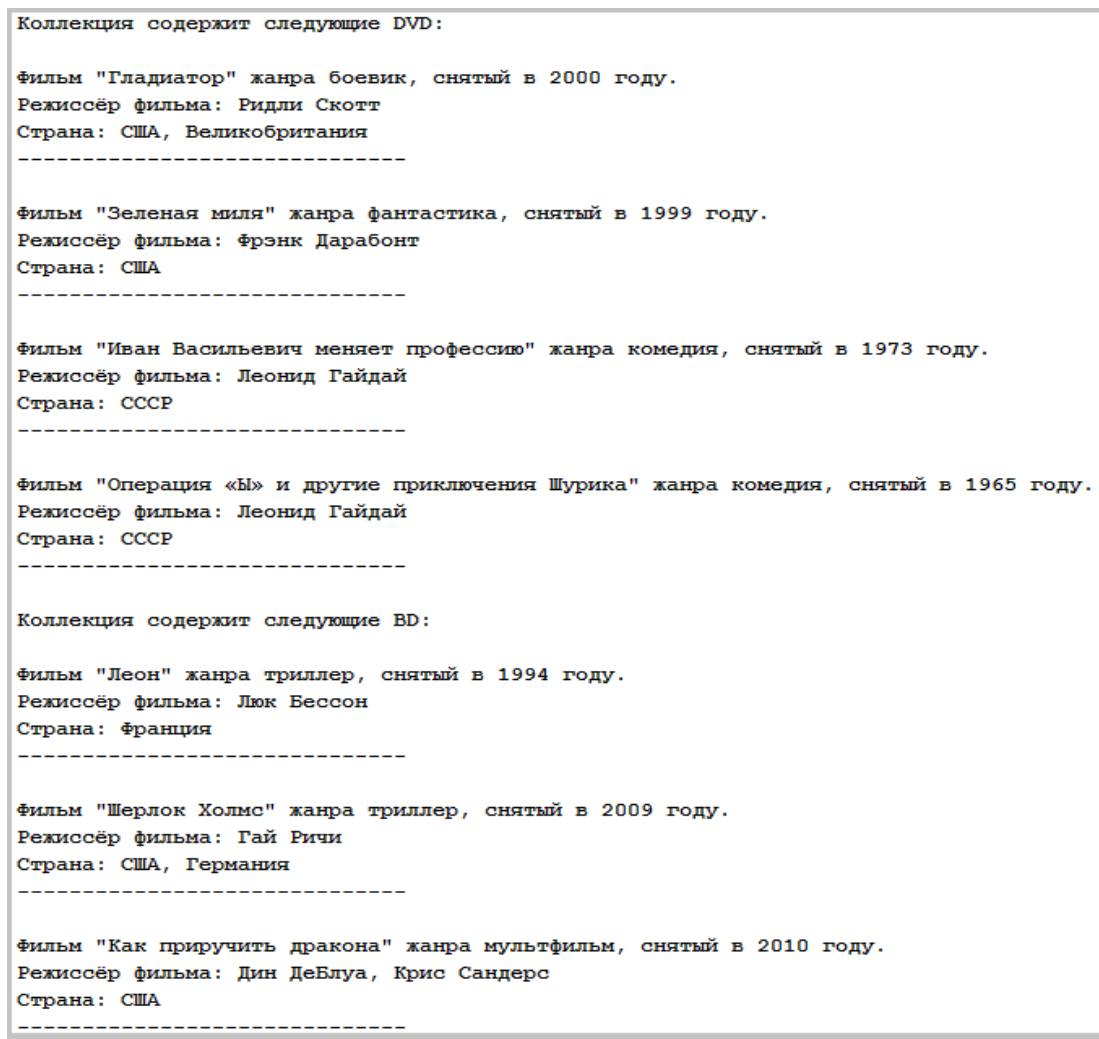 Коллекция содержит следующие DVD:
Фильм "Гладиатор" жанра боевик, снятый в 2000 году.
Режиссёр фильма: Ридли Скотт
Страна: США, Великобритания
------------------------------
Фильм "Зеленая миля" жанра фантастика, снятый в 1999 году.
Режиссёр фильма: Фрэнк Дарабонт
Страна: США
------------------------------
Фильм "Иван Васильевич меняет профессию" жанра комедия, снятый в 1973 году.
Режиссёр фильма: Леонид Гайдай
Страна: СССР
------------------------------
Фильм "Операция «Ы» и другие приключения Шурика" жанра комедия, снятый в 1965 году.
Режиссёр фильма: Леонид Гайдай
Страна: СССР
------------------------------
Коллекция содержит следующие BD:
Фильм "Леон" жанра триллер, снятый в 1994 году.
Режиссёр фильма: Люк Бессон
Страна: Франция
------------------------------
Фильм "Шерлок Холмс" жанра триллер, снятый в 2009 году.
Режиссёр фильма: Гай Ричи
Страна: США, Германия
------------------------------
Фильм "Как приручить дракона" жанра мультфильм, снятый в 2010 году.
Режиссёр фильма: Дин ДеБлуа, Крис Сандерс
Страна: США
------------------------------